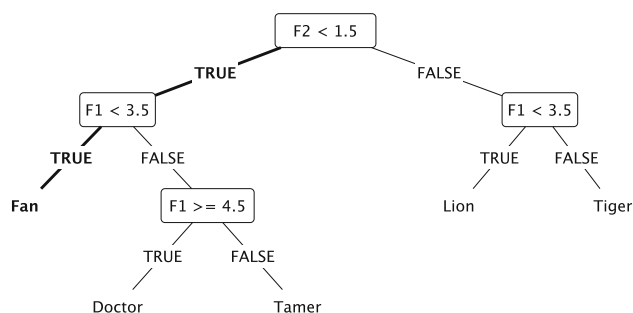 F2 < 1.5
TRUE
FALSE
F1 < 3.5
F1 < 3.5
TRUE
FALSE
TRUE
FALSE
Fan
F1 >= 4.5
Lion
Tiger
TRUE
FALSE
Doctor
Tamer